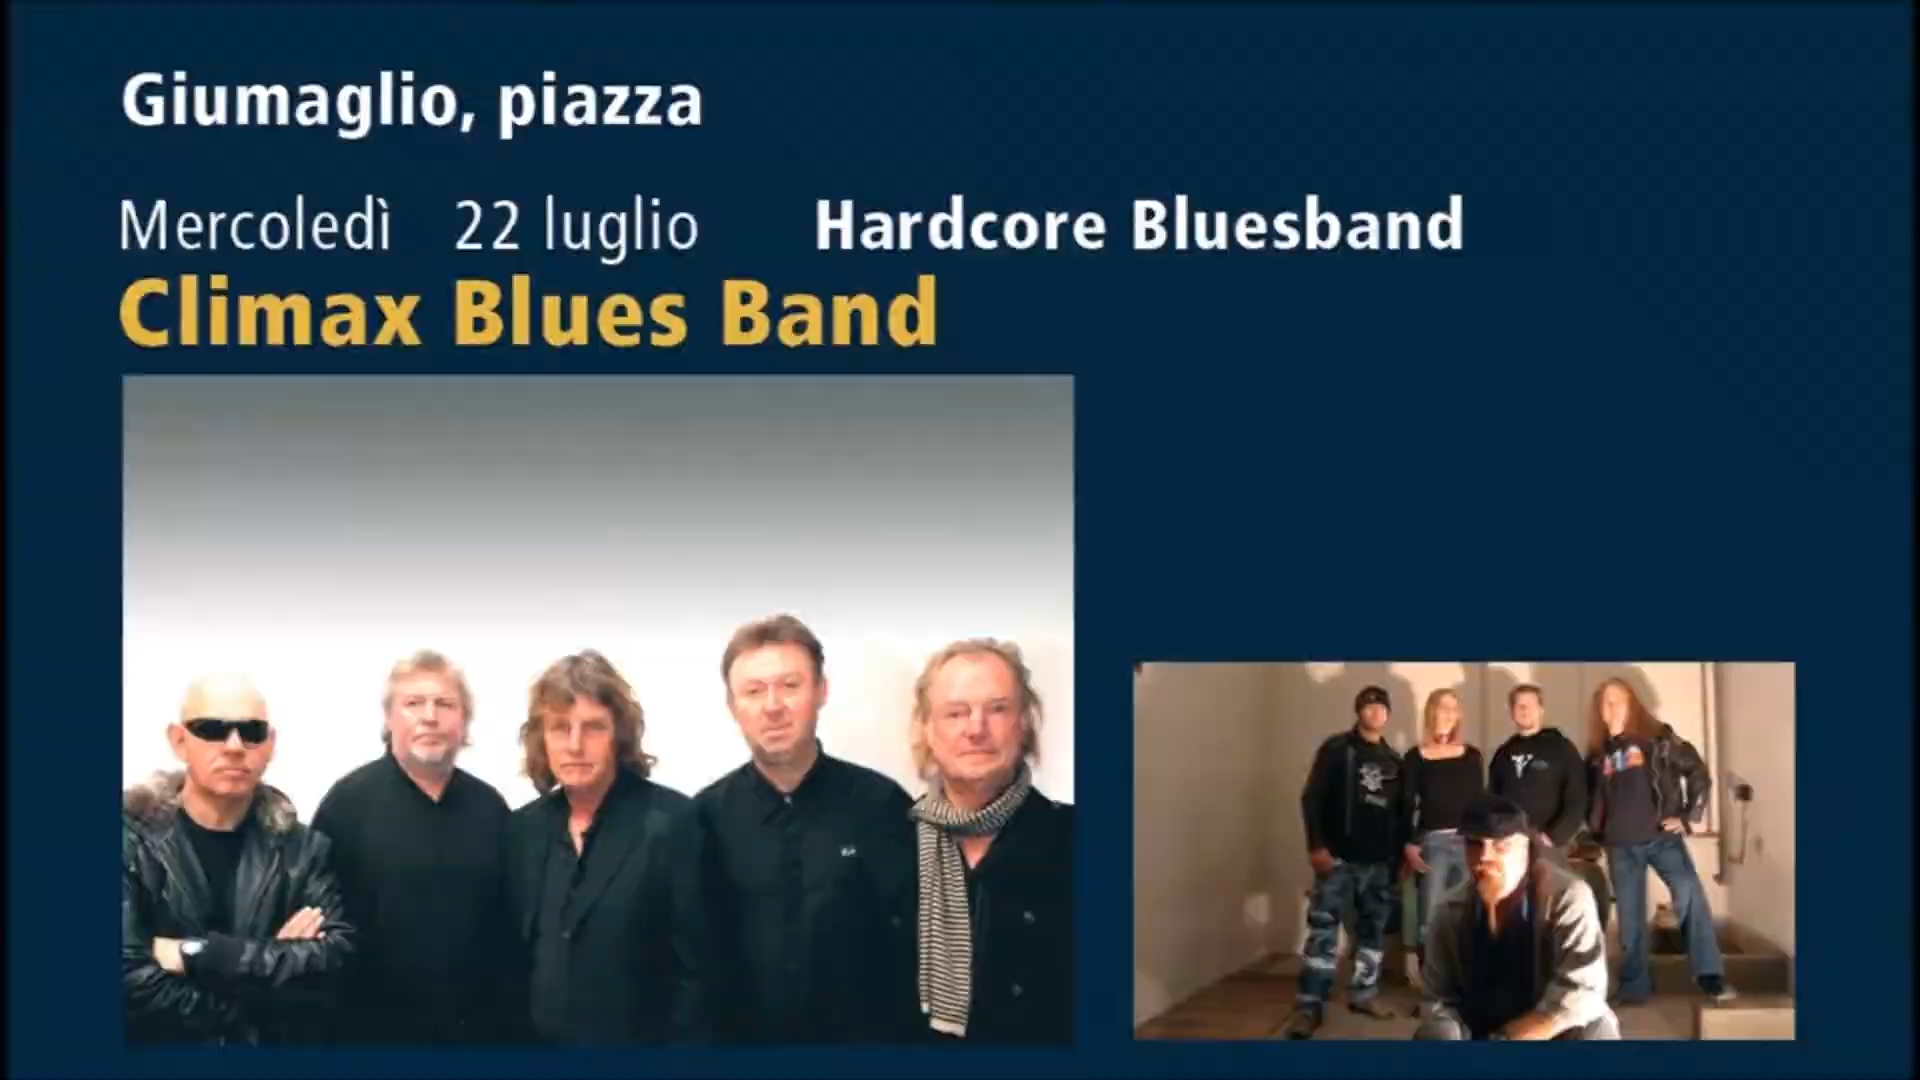 Giumaglio, piazza
Mercoledì 22 luglio Hardcore Bluesband
Climax Blues Band